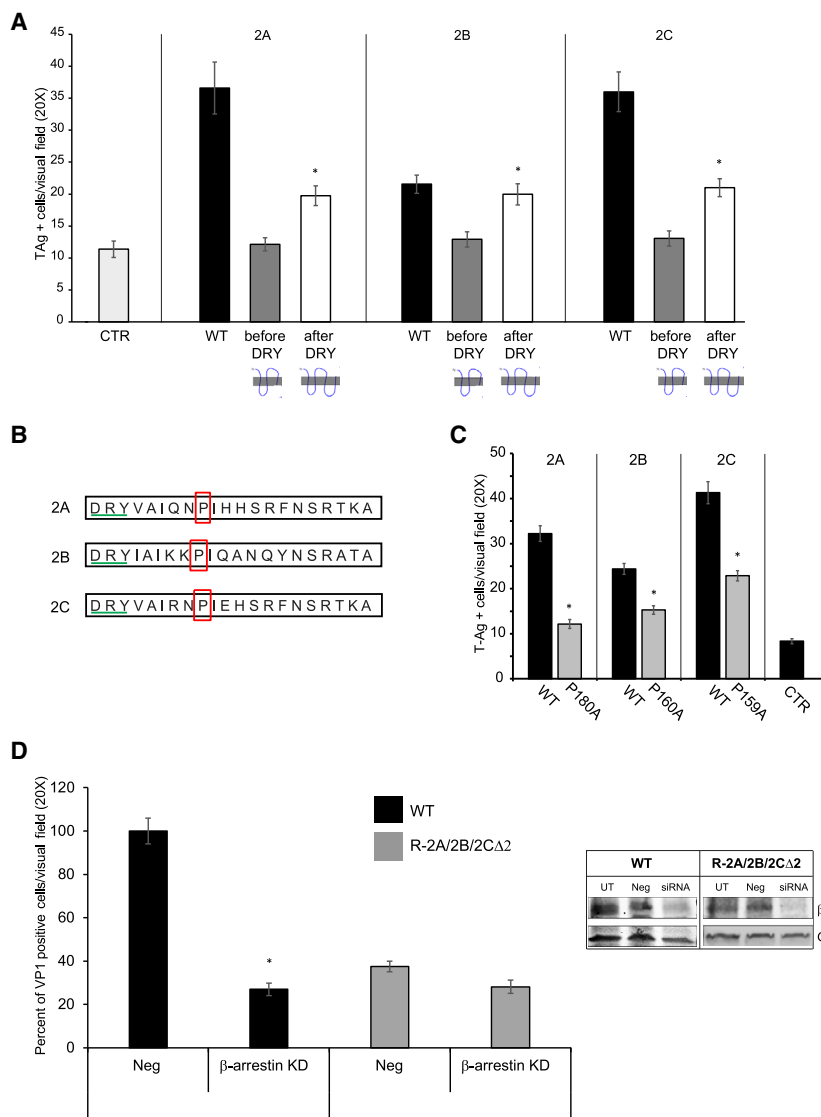 A
2A 2B 2C
TAg + cells/visual field (20X)
45
40
35
30
25
20
15
10
5
0
* * *
CTR WT before DRY after DRY WT before DRY after DRY WT before DRY after DRY
B
2A DRYVAIQNPIHHSRFNSRTKA
2B DRYIAIKKPIQANQYNSRATA
2C DRYVAIRNPIEHSRFNSRTKA
C
2A 2B 2C
T-Ag + cells/visual field (20X)
50
40
30
20
10
0
* * *
WT P180A WT P160A WT P159A CTR
D
Percent of VP1 positive cells/visual field (20X)
120
100
80
60
40
20
0
*
WT
R-2A/2B/2CΔ2
Neg β-arrestin KD Neg β-arrestin KD
WT R-2A/2B/2CΔ2
UT Neg siRNA UT Neg siRNA